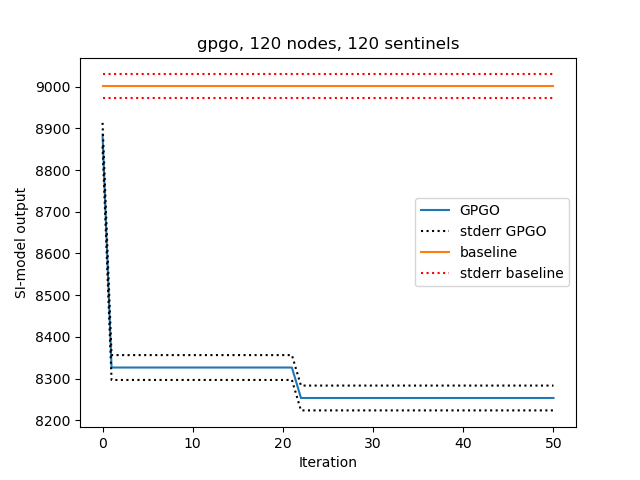 gpgo, 120 nodes, 120 sentinels
SI-model output
9000
8900
8800
8700
8600
8500
8400
8300
8200
GPGO
stderr GPGO
baseline
stderr baseline
0 10 20 30 40 50
Iteration